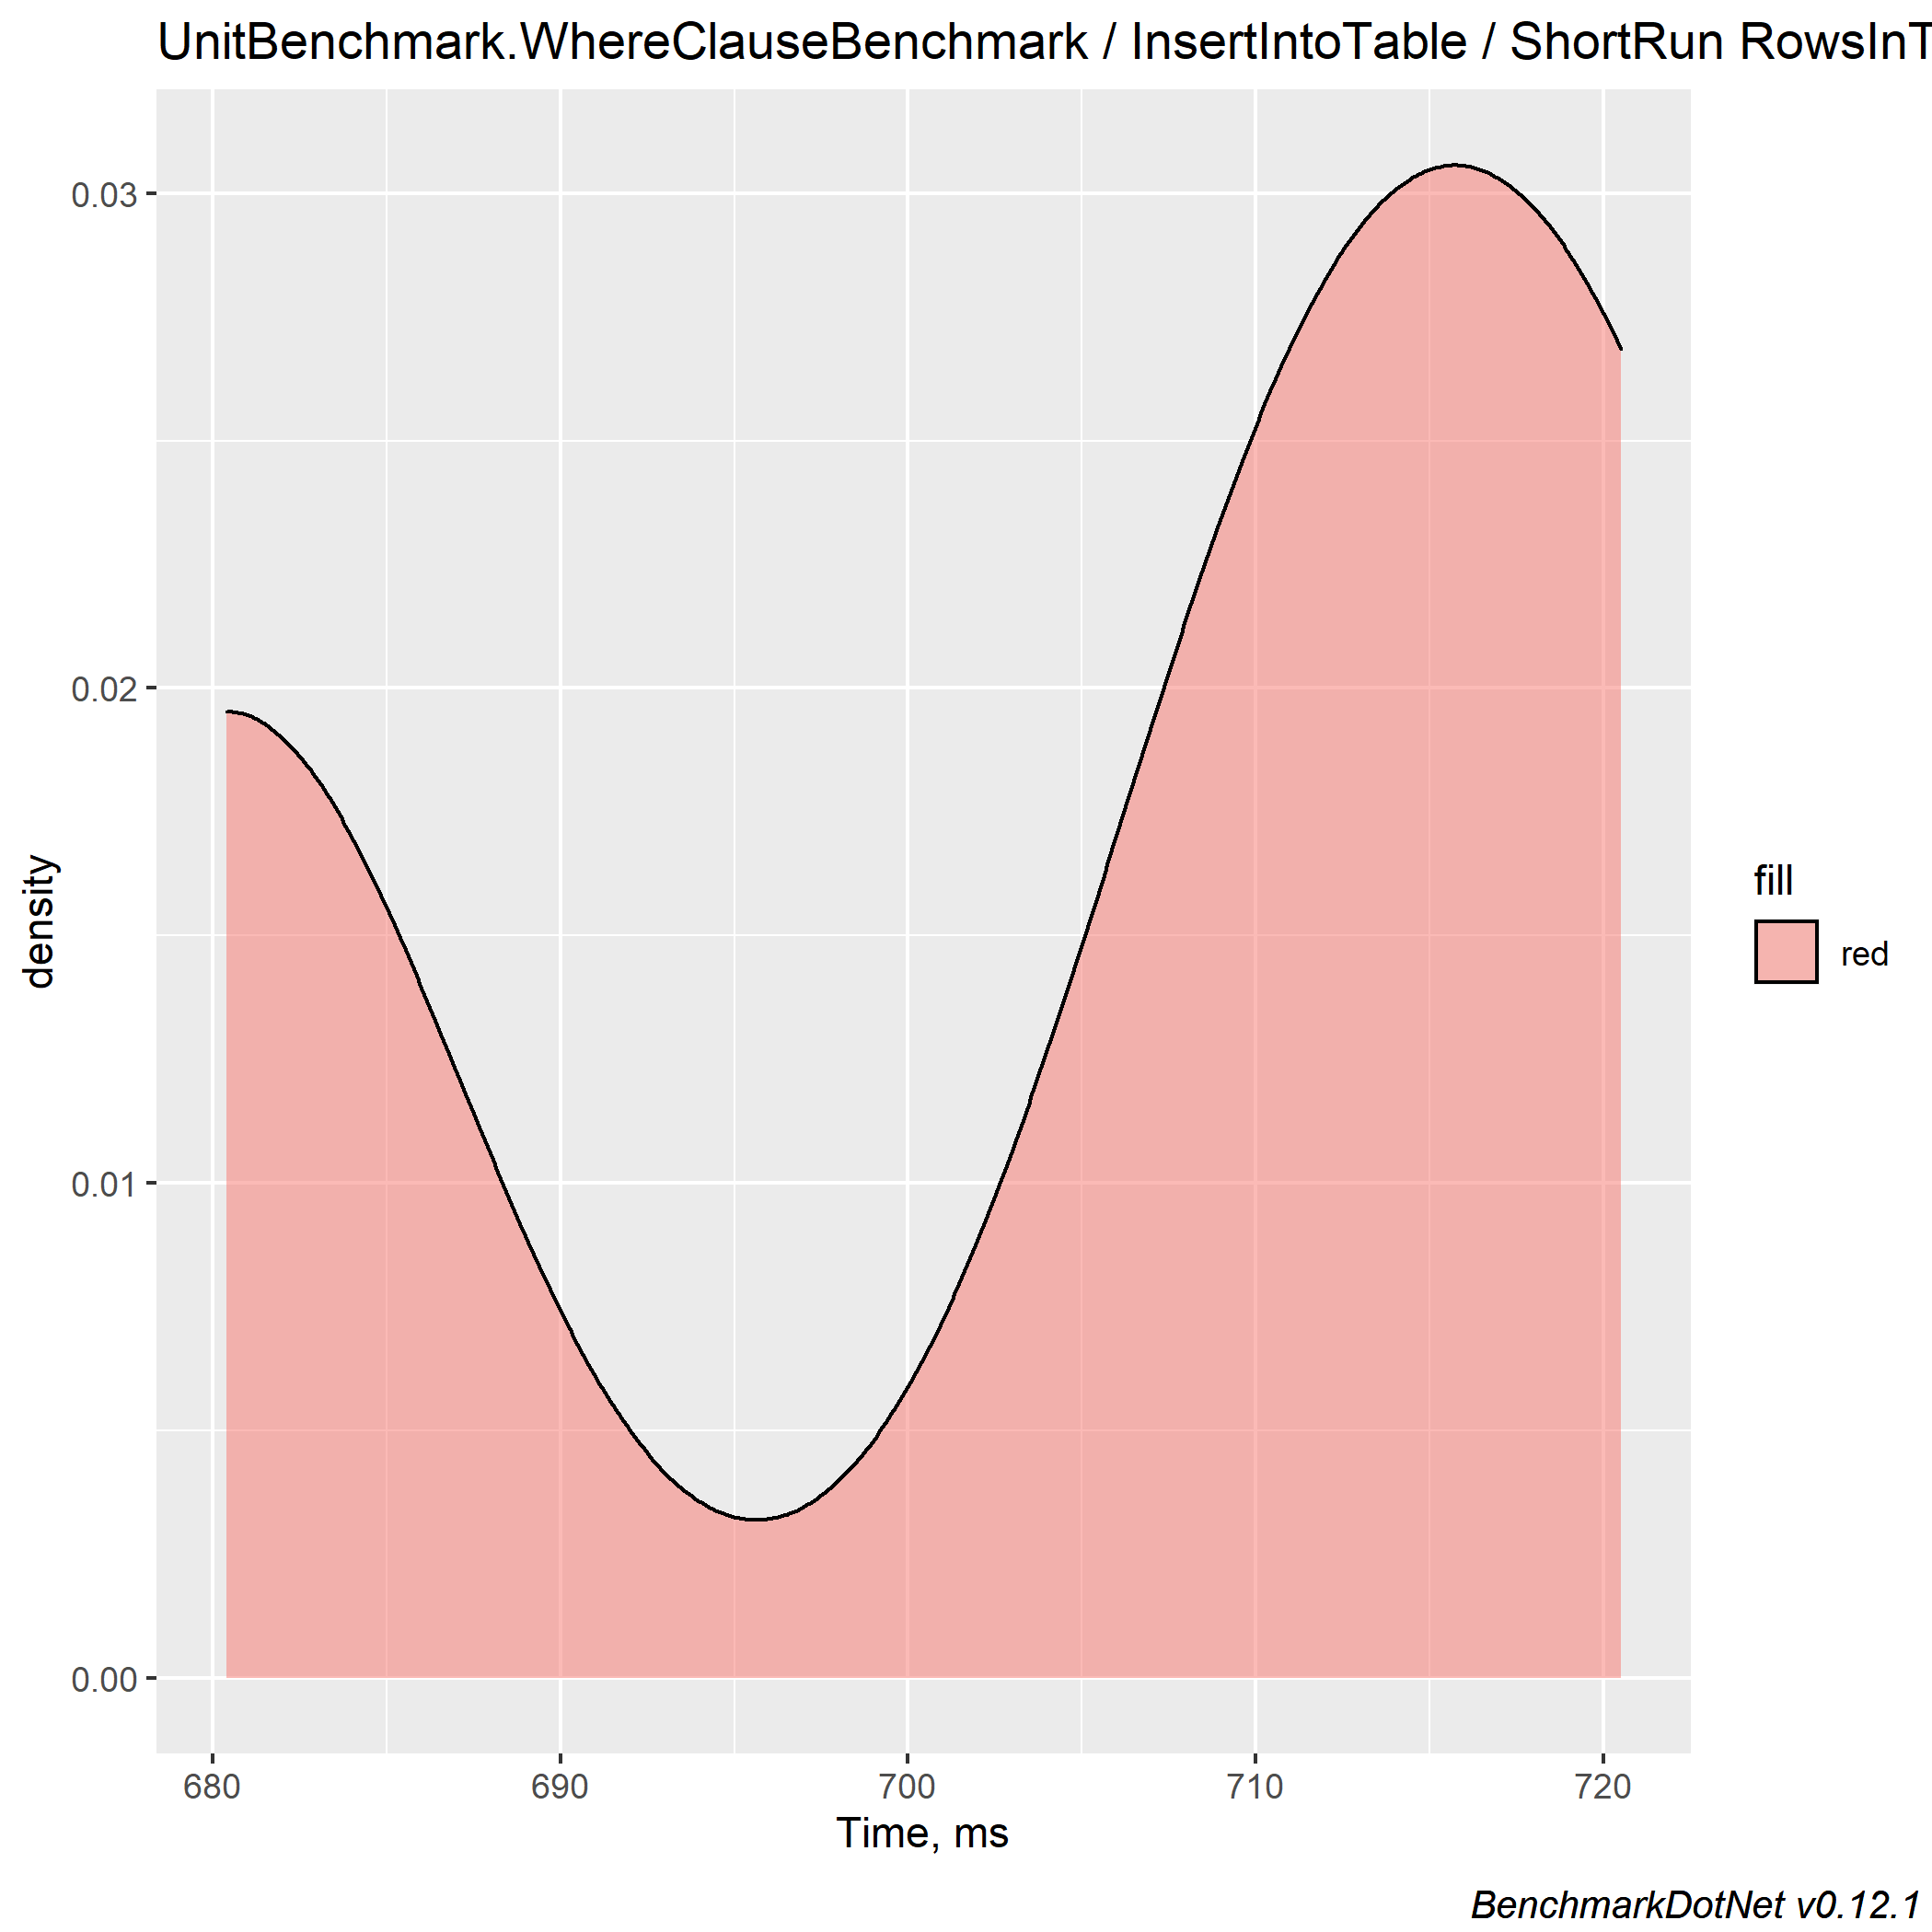 UnitBenchmark.WhereClauseBenchmark / InsertIntoTable / ShortRun RowsInT
0.03
0.02
0.01
0.00
density
680 690 700 710 720
Time, ms
fill
red
BenchmarkDotNet v0.12.1